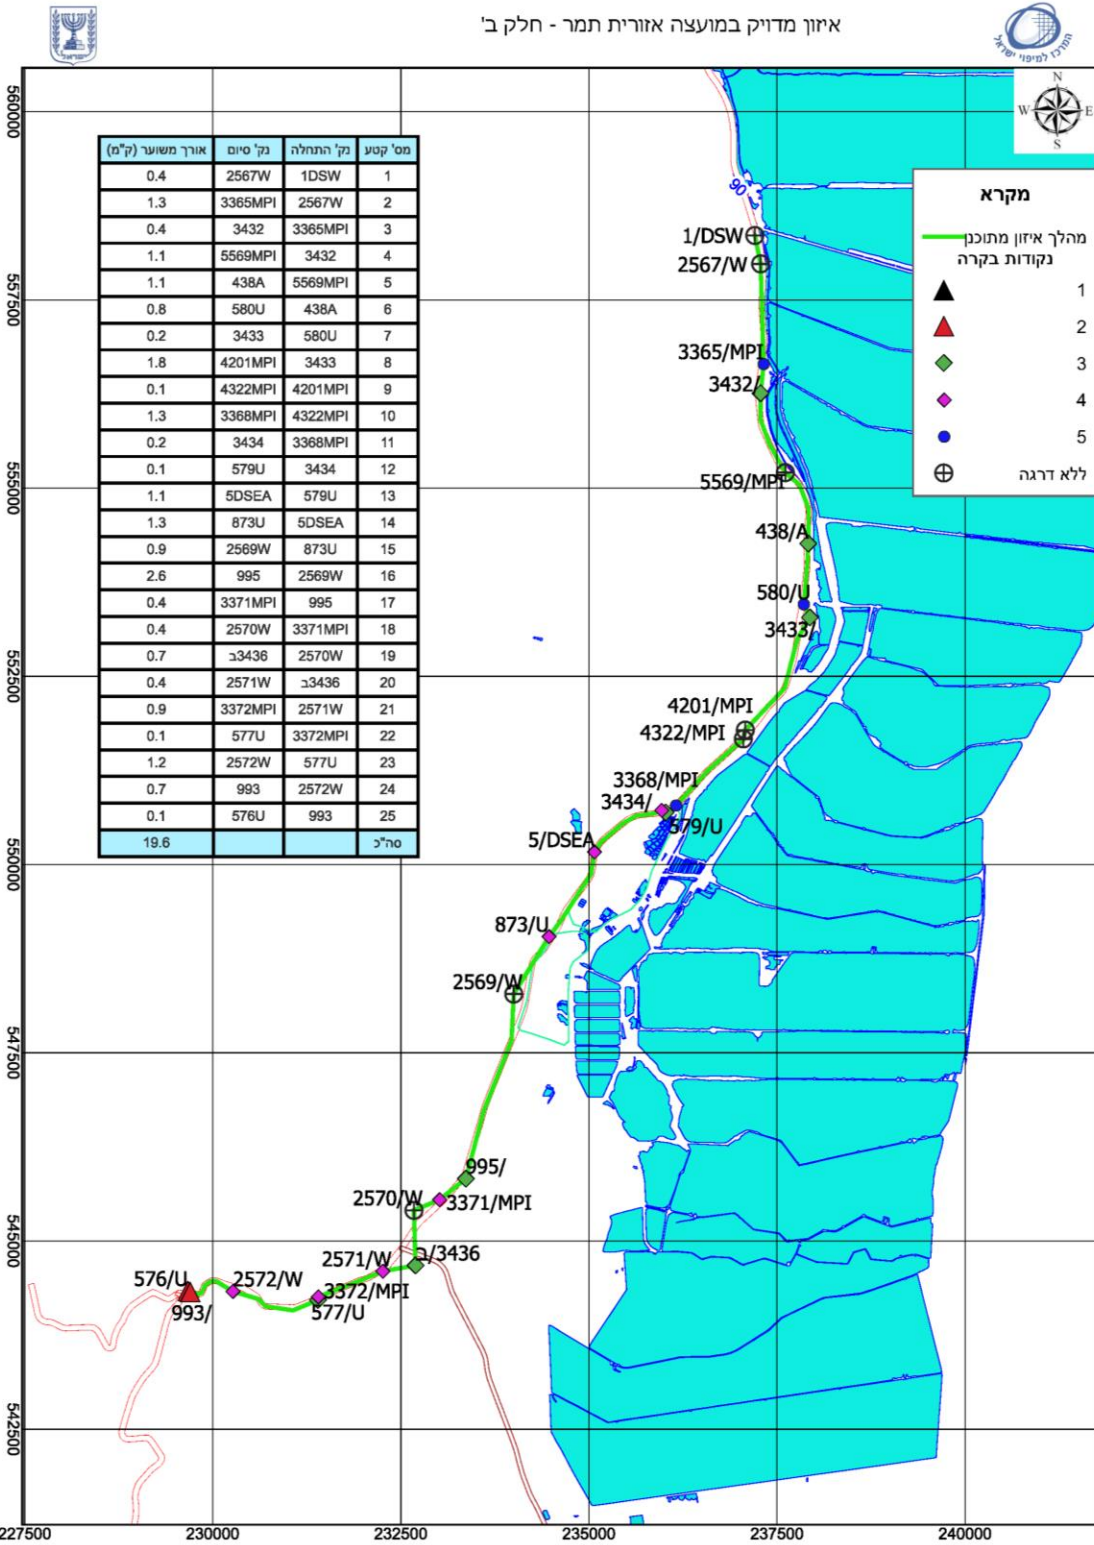 איזון מדויק במועצה אזורית תמר - חלק ב'
המרכז למיפוי ישראל
N
W E
S
מקרא
מהלך איזון מתוכנן
נקודות בקרה
1
2
3
4
5
ללא דרגה
מס' קטע נק' התחלה נק' סיום אורך משוער (ק"מ)
1 1DSW 2567W 0.4
2 2567W 3365MPI 1.3
3 3365MPI 3432 0.4
4 3432 5569MPI 1.1
5 5569MPI 438A 1.1
6 438A 580U 0.8
7 580U 3433 0.2
8 3433 4201MPI 1.8
9 4201MPI 4322MPI 0.1
10 4322MPI 3368MPI 1.3
11 3368MPI 3434 0.2
12 3434 579U 0.1
13 579U 5DSEA 1.1
14 5DSEA 873U 1.3
15 873U 2569W 0.9
16 2569W 995 2.6
17 995 3371MPI 0.4
18 3371MPI 2570W 0.4
19 2570W 3436ב 0.7
20 3436ב 2571W 0.4
21 2571W 3372MPI 0.9
22 3372MPI 577U 0.1
23 577U 2572W 1.2
24 2572W 993 0.7
25 993 576U 0.1
סה"כ 19.6
90
1/DSW
2567/W
3365/MPI
3432/
5569/MPI
438/A
580/U
3433/
4201/MPI
4322/MPI
3368/MPI
3434/
579/U
5/DSEA
873/U
2569/W
995/
3371/MPI
2570/W
ב/3436
2571/W
3372/MPI
577/U
2572/W
576/U
993/
560000
557500
555000
552500
550000
547500
545000
542500
227500 230000 232500 235000 237500 240000